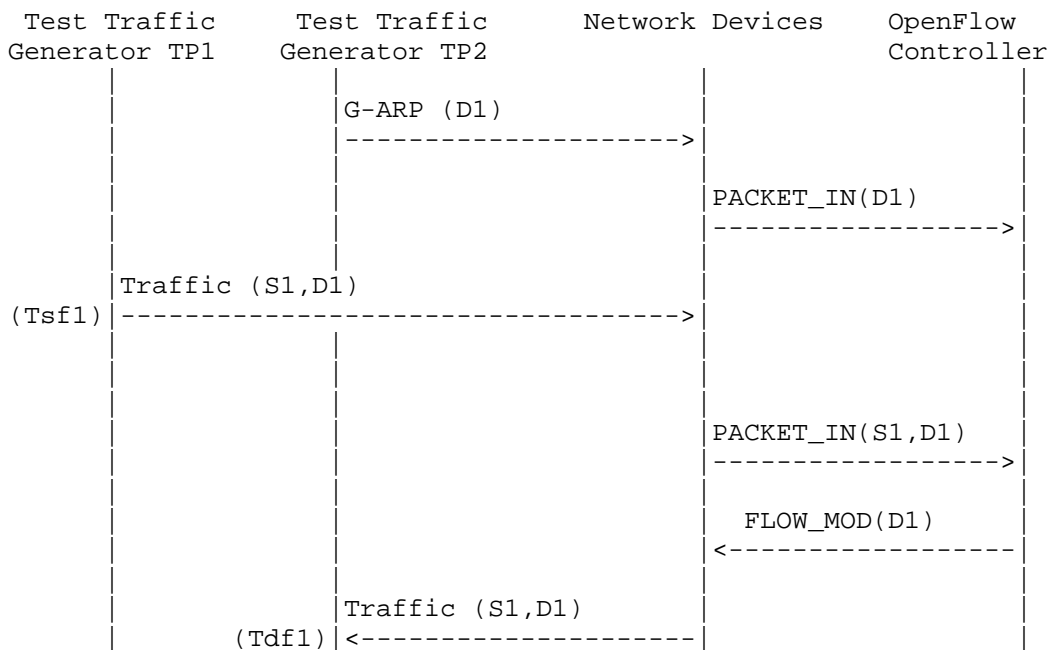 Test Traffic Test Traffic Network Devices OpenFlow
Generator TP1 Generator TP2 Controller
G-ARP (D1)
PACKET_IN(D1)
Traffic (S1,D1)
(Tsf1)
PACKET_IN(S1,D1)
FLOW_MOD(D1)
Traffic (S1,D1)
(Tdf1)